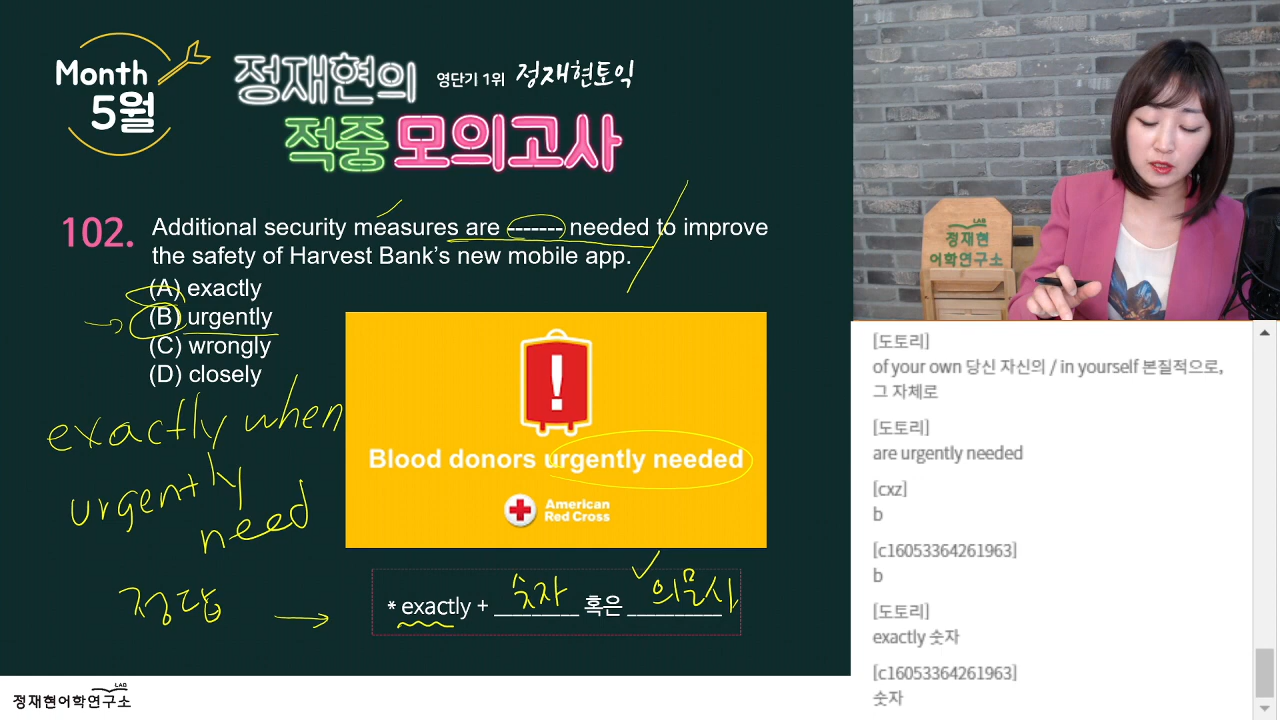 Month
5월
정재현의
영단기 1위 정재현토익
적중 모의고사
102. Additional security measures are ------- needed to improve
the safety of Harvest Bank's new mobile app.
(A) exactly
(B) urgently
(C) wrongly
(D) closely
exactly when
urgently
need
정답
Blood donors urgently needed
American
Red Cross
* exactly + 숫자 혹은 의문사
LAB
정재현어학연구소
LAB
정재현
어학연구소
[도토리]
of your own 당신 자신의 / in yourself 본질적으로,
그 자체로
[도토리]
are urgently needed
[cxz]
b
[c16053364261963]
b
[도토리]
exactly 숫자
[c16053364261963]
숫자